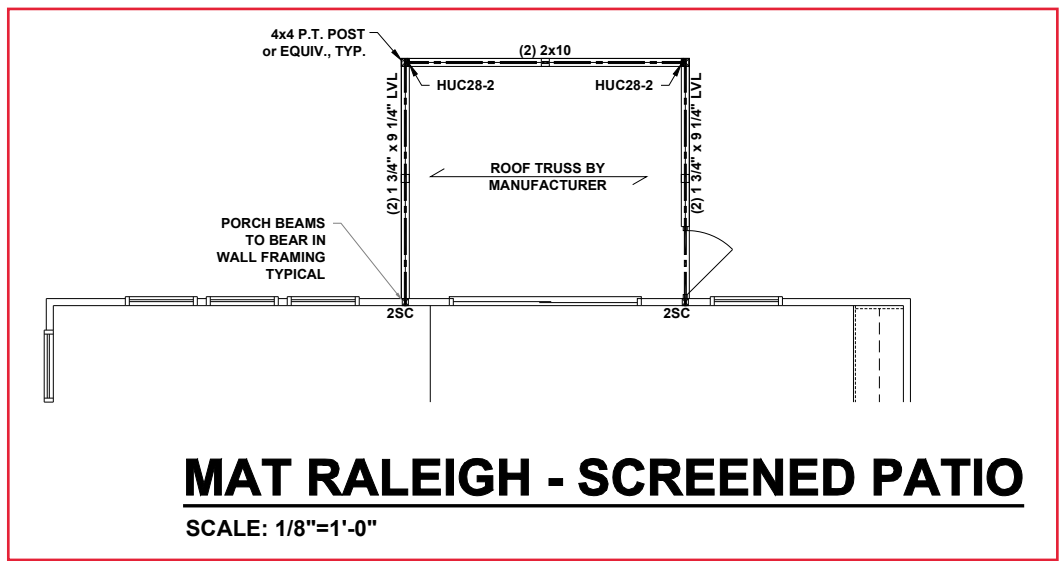 4x4 P.T. POST
or EQUIV., TYP.
(2) 2x10
HUC28-2
HUC28-2
(2) 1 3/4" x 9 1/4" LVL
(2) 1 3/4" x 9 1/4" LVL
ROOF TRUSS BY
MANUFACTURER
PORCH BEAMS
TO BEAR IN
WALL FRAMING
TYPICAL
2SC
2SC
MAT RALEIGH - SCREENED PATIO
SCALE: 1/8"=1'-0"